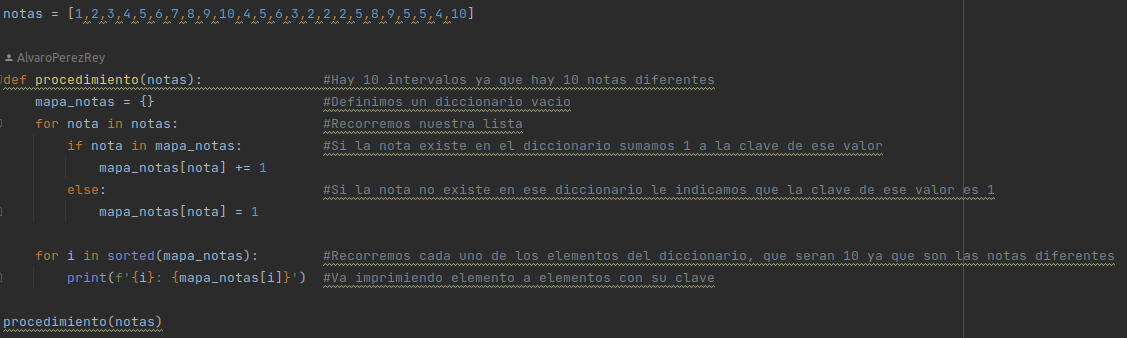 notas = [1,2,3,4,5,6,7,8,9,10,4,5,6,3,2,2,2,5,8,9,5,5,4,10]
AlvaroPerezRey
def procedimiento(notas): #Hay 10 intervalos ya que hay 10 notas diferentes
mapa_notas = {} #Definimos un diccionario vacio
for nota in notas: #Recorremos nuestra lista
if nota in mapa_notas: #Si la nota existe en el diccionario sumamos 1 a la clave de ese valor
mapa_notas[nota] += 1
else: #Si la nota no existe en ese diccionario le indicamos que la clave de ese valor es 1
mapa_notas[nota] = 1
for i in sorted(mapa_notas): #Recorremos cada uno de los elementos del diccionario, que seran 10 ya que son las notas diferentes
print(f'{i}: {mapa_notas[i]}') #Va imprimiendo elemento a elementos con su clave
procedimiento(notas)